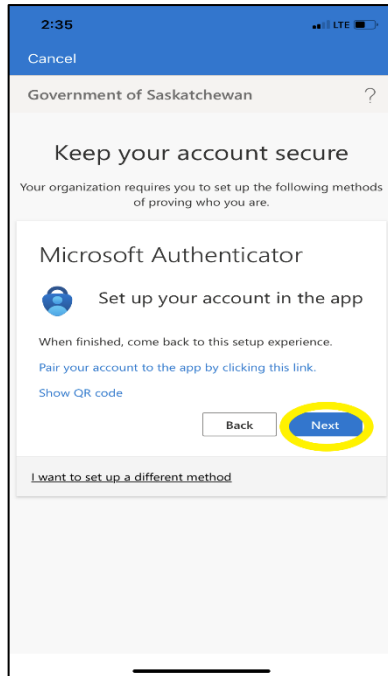 2:35
LTE
Cancel
Government of Saskatchewan
?
Keep your account secure
Your organization requires you to set up the following methods
of proving who you are.
Microsoft Authenticator
Set up your account in the app
When finished, come back to this setup experience.
Pair your account to the app by clicking this link.
Show QR code
Back
Next
I want to set up a different method